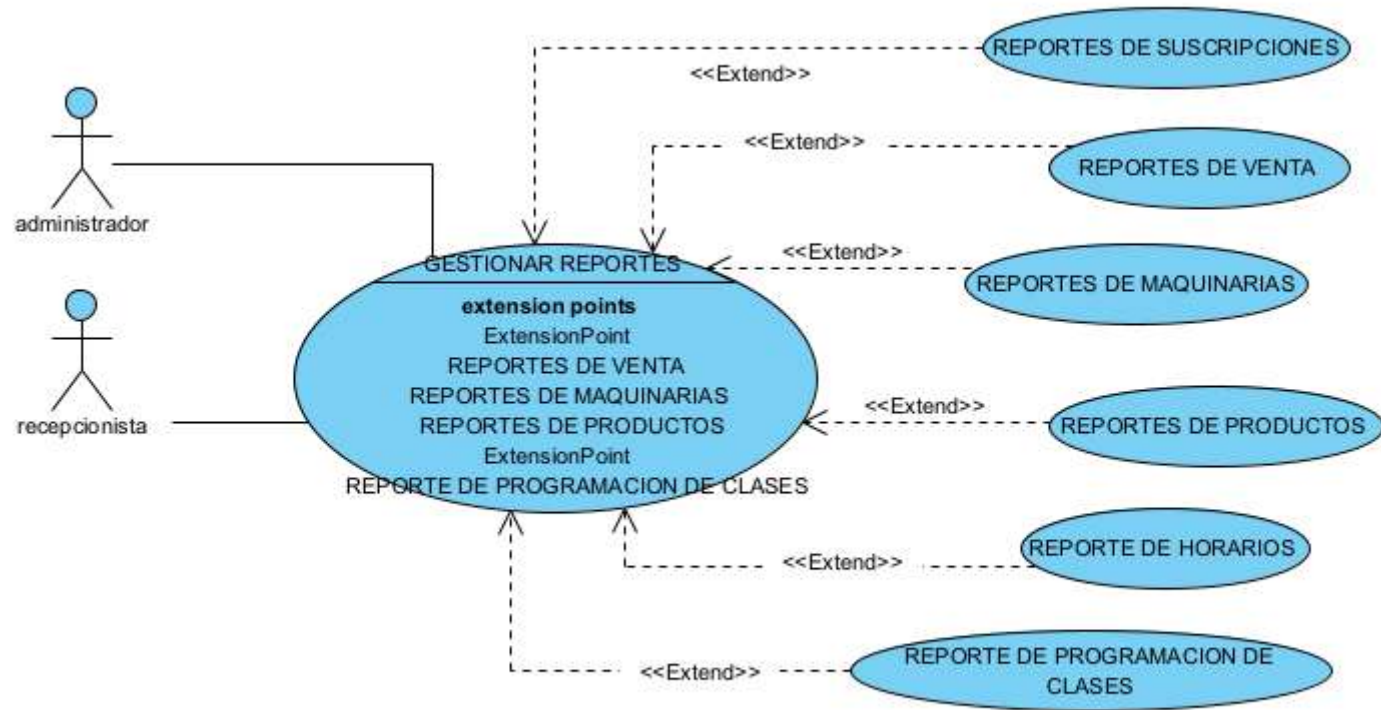 REPORTES DE SUSCRIPCIONES
<<Extend>>
<<Extend>>
REPORTES DE VENTA
administrador
<<Extend>>
GESTIONAR REPORTES
REPORTES DE MAQUINARIAS
extension points
ExtensionPoint
REPORTES DE VENTA
REPORTES DE MAQUINARIAS
REPORTES DE PRODUCTOS
ExtensionPoint
REPORTE DE PROGRAMACION DE CLASES
recepcionista
<<Extend>>
REPORTES DE PRODUCTOS
REPORTE DE HORARIOS
<<Extend>>
REPORTE DE PROGRAMACION DE
CLASES
<<Extend>>